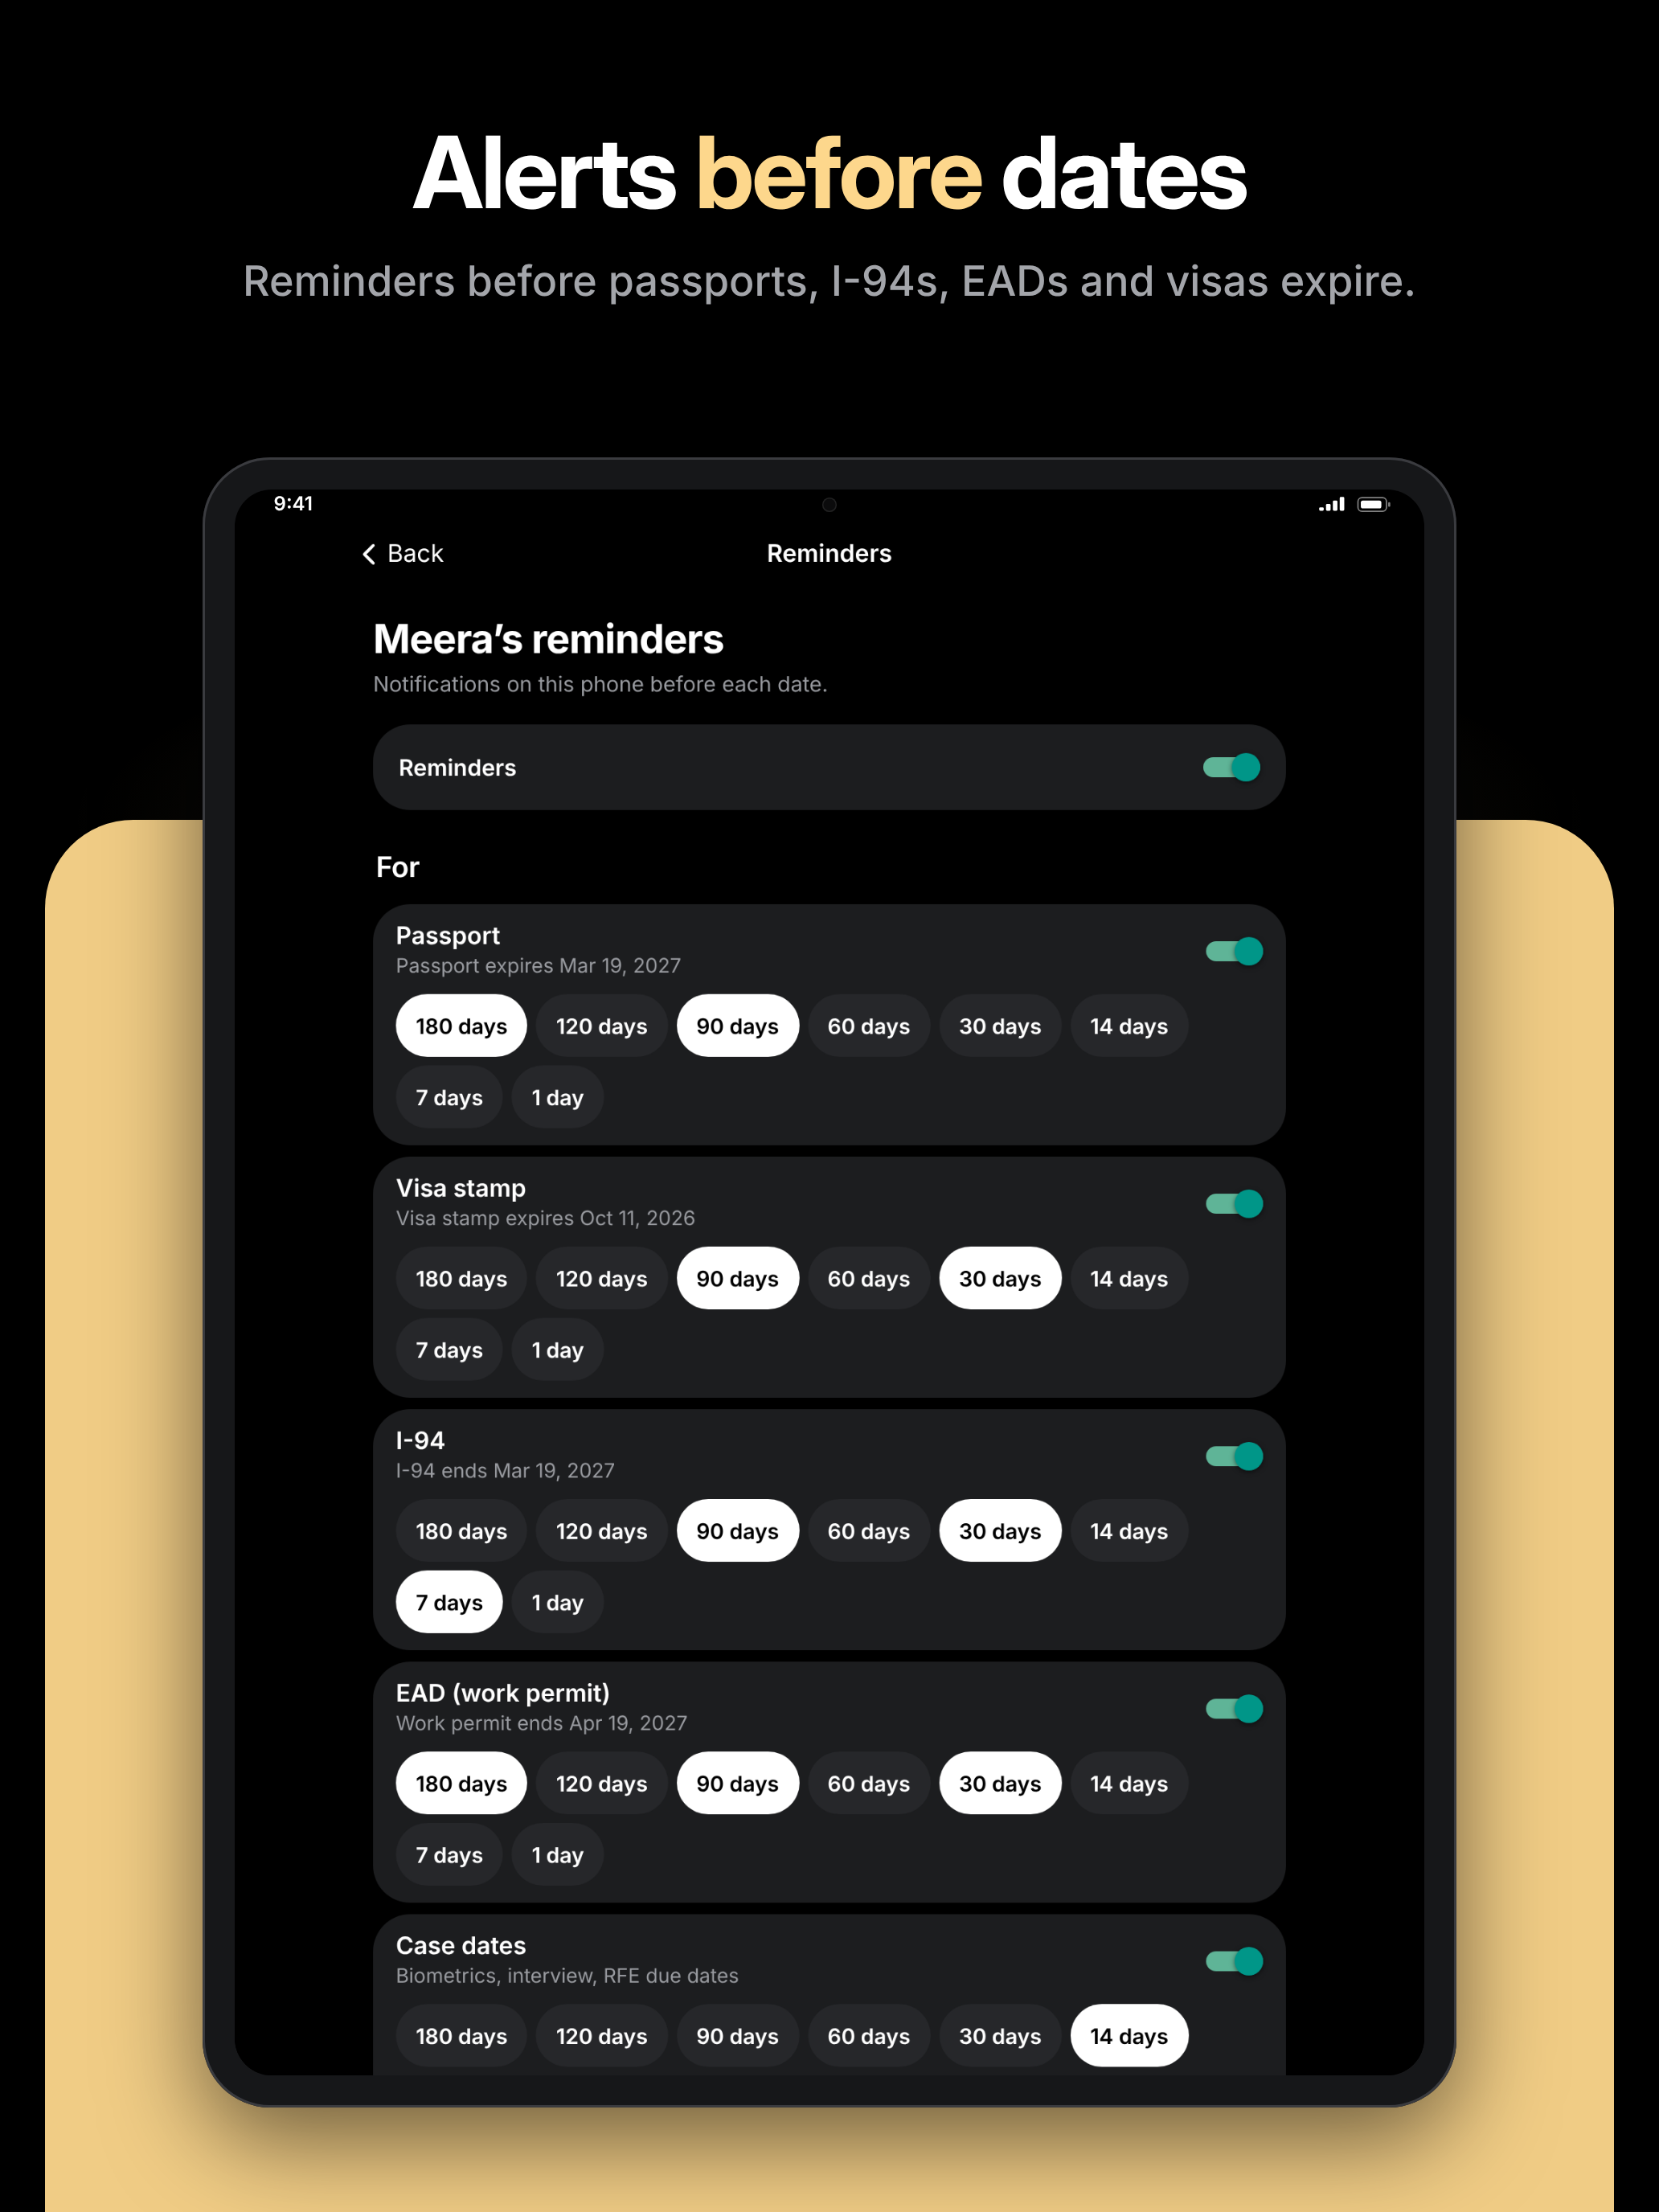 Alerts before dates
Reminders before passports, I-94s, EADs and visas expire.
9:41
Back
Reminders
Meera’s reminders
Notifications on this phone before each date.
Reminders
For
Passport
Passport expires Mar 19, 2027
180 days 120 days 90 days 60 days 30 days 14 days
7 days 1 day
Visa stamp
Visa stamp expires Oct 11, 2026
180 days 120 days 90 days 60 days 30 days 14 days
7 days 1 day
I-94
I-94 ends Mar 19, 2027
180 days 120 days 90 days 60 days 30 days 14 days
7 days 1 day
EAD (work permit)
Work permit ends Apr 19, 2027
180 days 120 days 90 days 60 days 30 days 14 days
7 days 1 day
Case dates
Biometrics, interview, RFE due dates
180 days 120 days 90 days 60 days 30 days 14 days